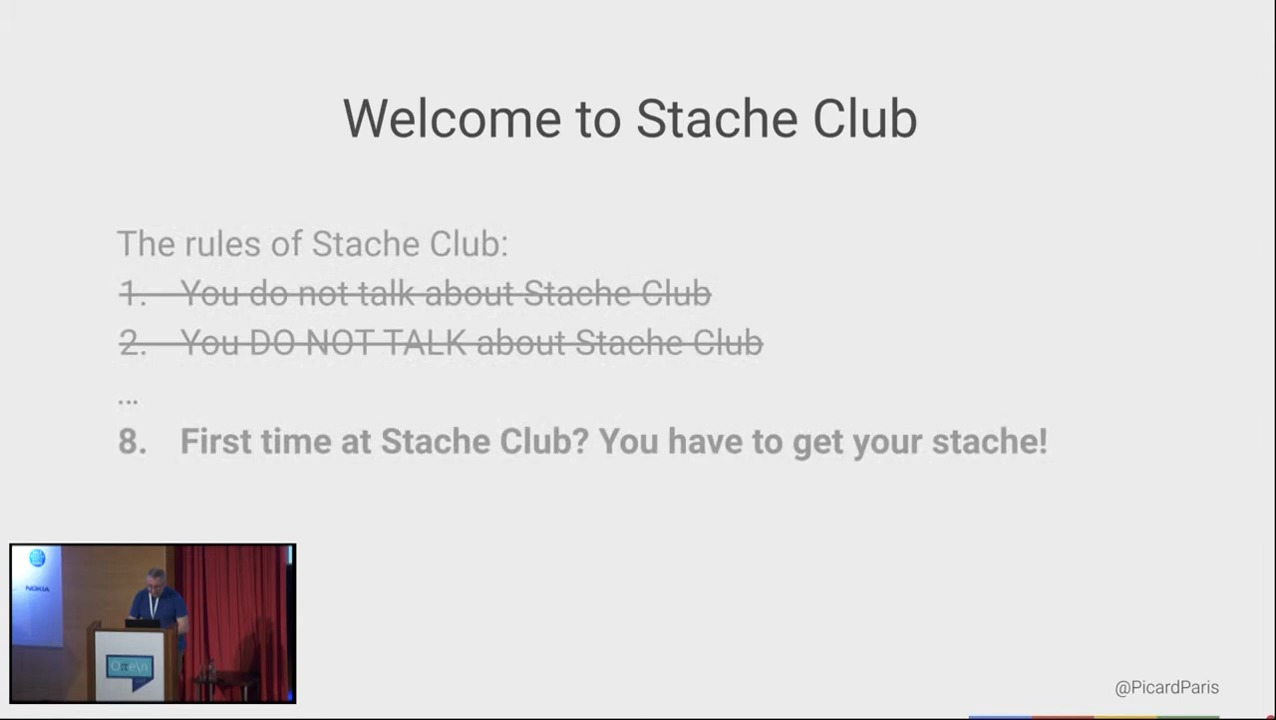 Welcome to Stache Club
The rules of Stache Club:
1. You do not talk about Stache Club
2. You DO NOT TALK about Stache Club
...
8. First time at Stache Club? You have to get your stache!
NOKIA
@PicardParis